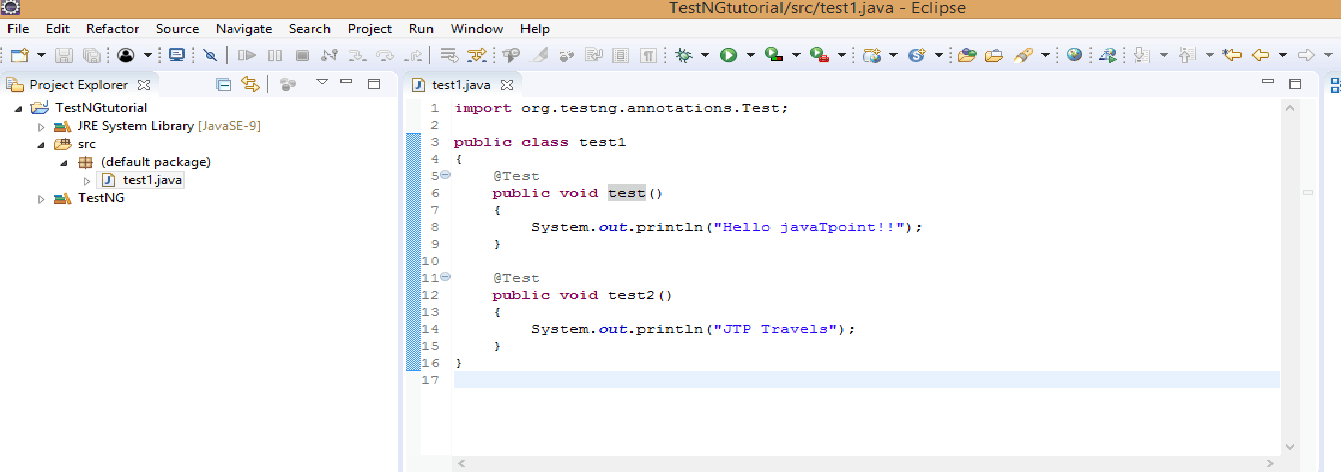 TestNGtutorial/src/test1.java - Eclipse
File Edit Refactor Source Navigate Search Project Run Window Help
Project Explorer
TestNGtutorial
JRE System Library [JavaSE-9]
src
(default package)
test1.java
TestNG
test1.java
1 import org.testng.annotations.Test;
2
3 public class test1
4 {
5 @Test
6 public void test()
7 {
8 System.out.println("Hello javaTpoint!!");
9 }
10
11 @Test
12 public void test2()
13 {
14 System.out.println("JTP Travels");
15 }
16 }
17